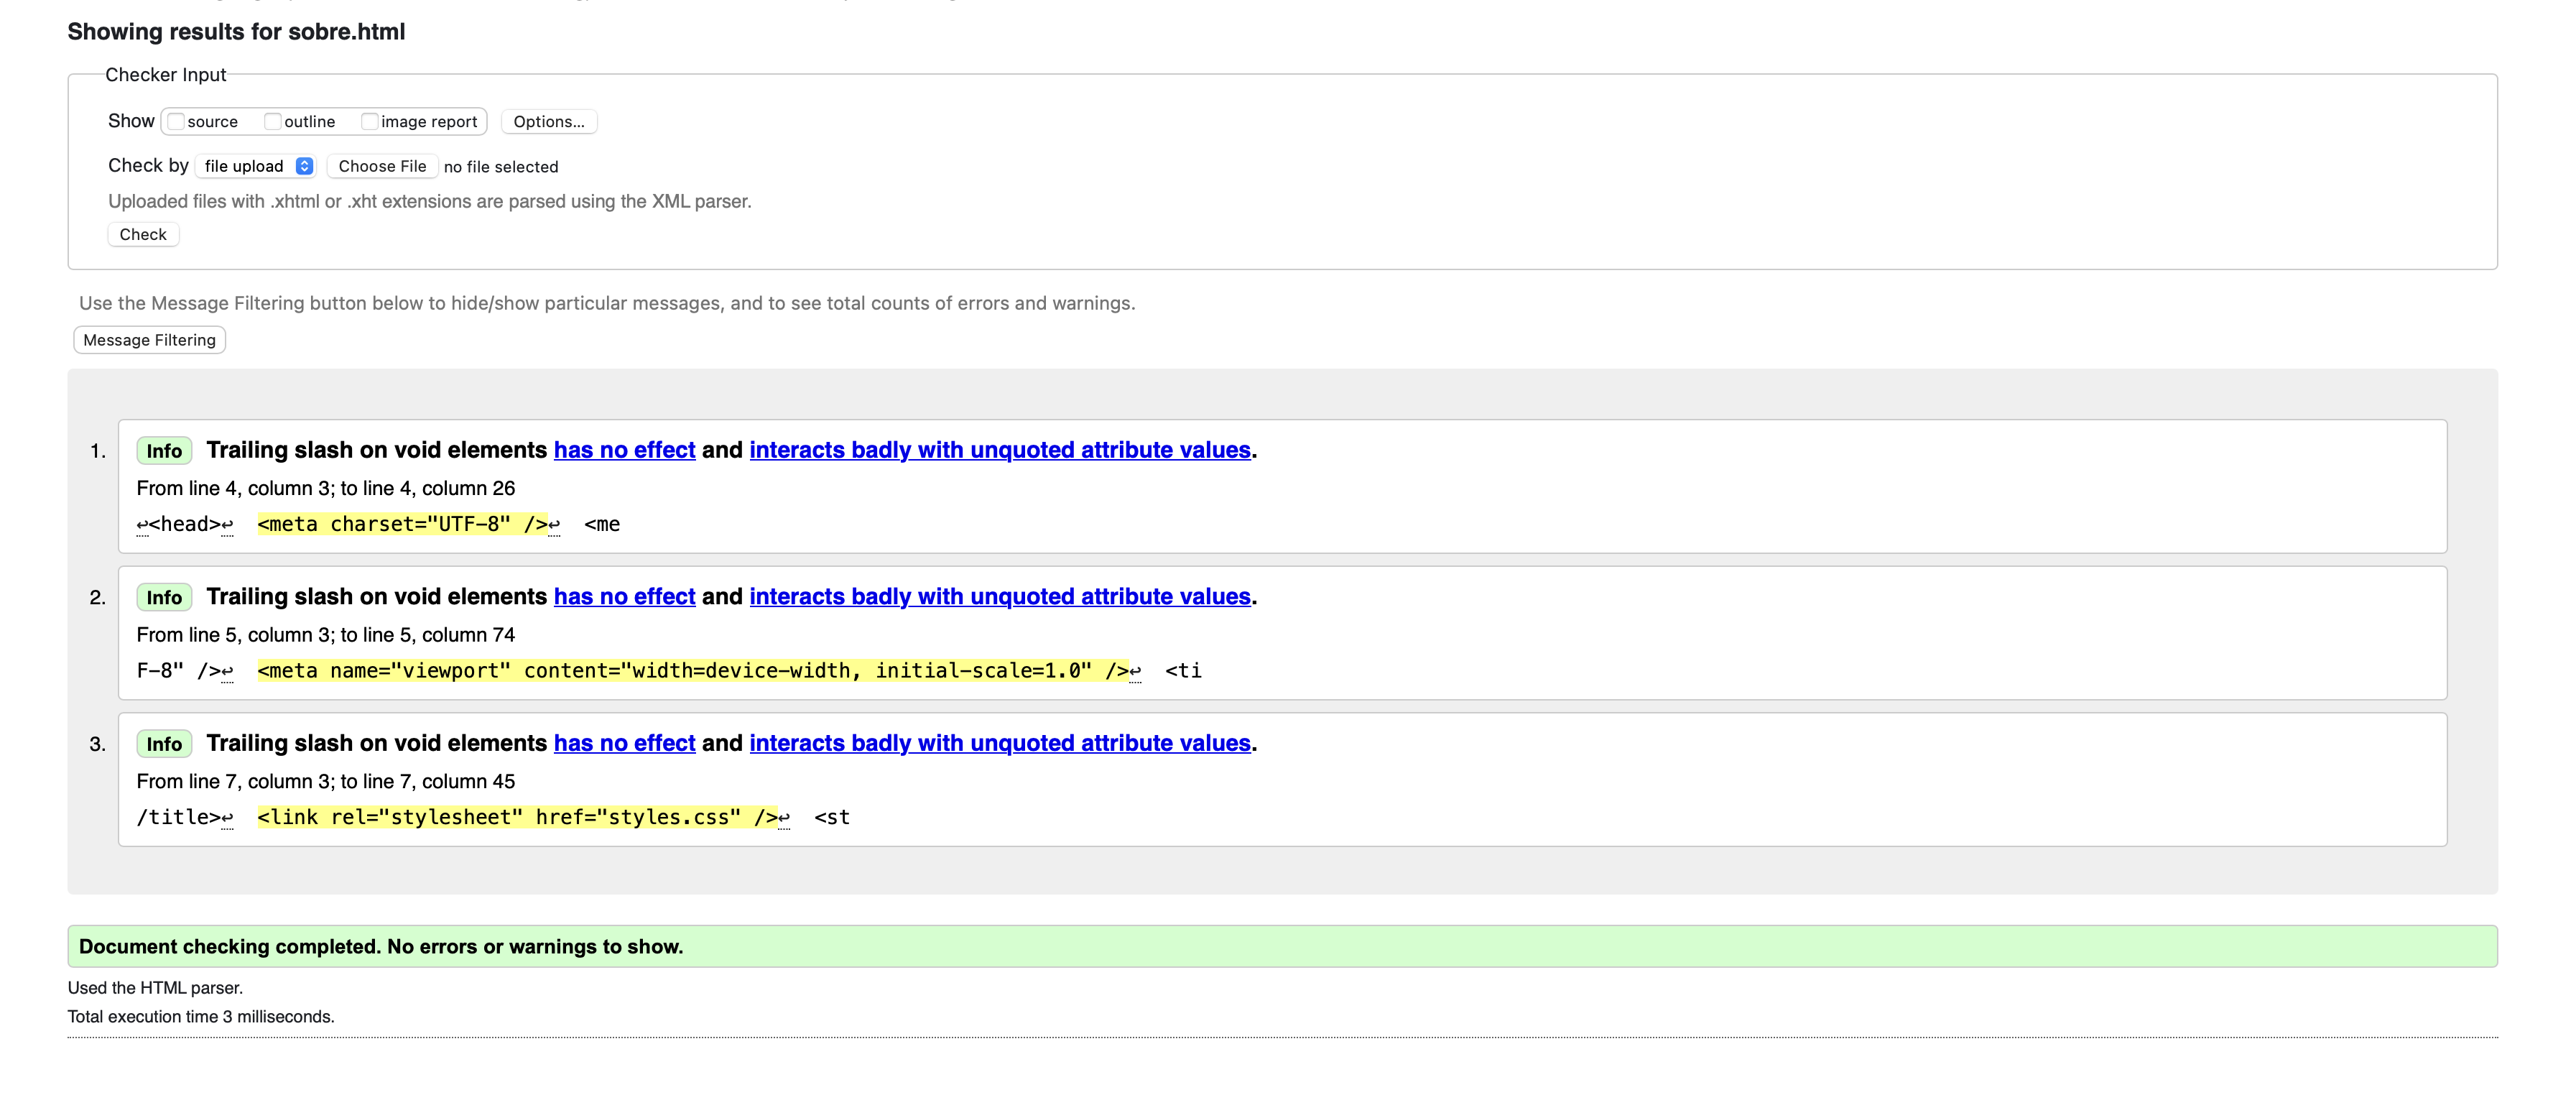 Showing results for sobre.html
Checker Input
Show source outline image report Options...
Check by file upload Choose File no file selected
Uploaded files with .xhtml or .xht extensions are parsed using the XML parser.
Check
Use the Message Filtering button below to hide/show particular messages, and to see total counts of errors and warnings.
Message Filtering
1. Info Trailing slash on void elements has no effect and interacts badly with unquoted attribute values.
From line 4, column 3; to line 4, column 26
↩<head>↩  <meta charset="UTF-8" />↩  <me
2. Info Trailing slash on void elements has no effect and interacts badly with unquoted attribute values.
From line 5, column 3; to line 5, column 74
F-8" />↩  <meta name="viewport" content="width=device-width, initial-scale=1.0" />↩  <ti
3. Info Trailing slash on void elements has no effect and interacts badly with unquoted attribute values.
From line 7, column 3; to line 7, column 45
/title>↩  <link rel="stylesheet" href="styles.css" />↩  <st
Document checking completed. No errors or warnings to show.
Used the HTML parser.
Total execution time 3 milliseconds.